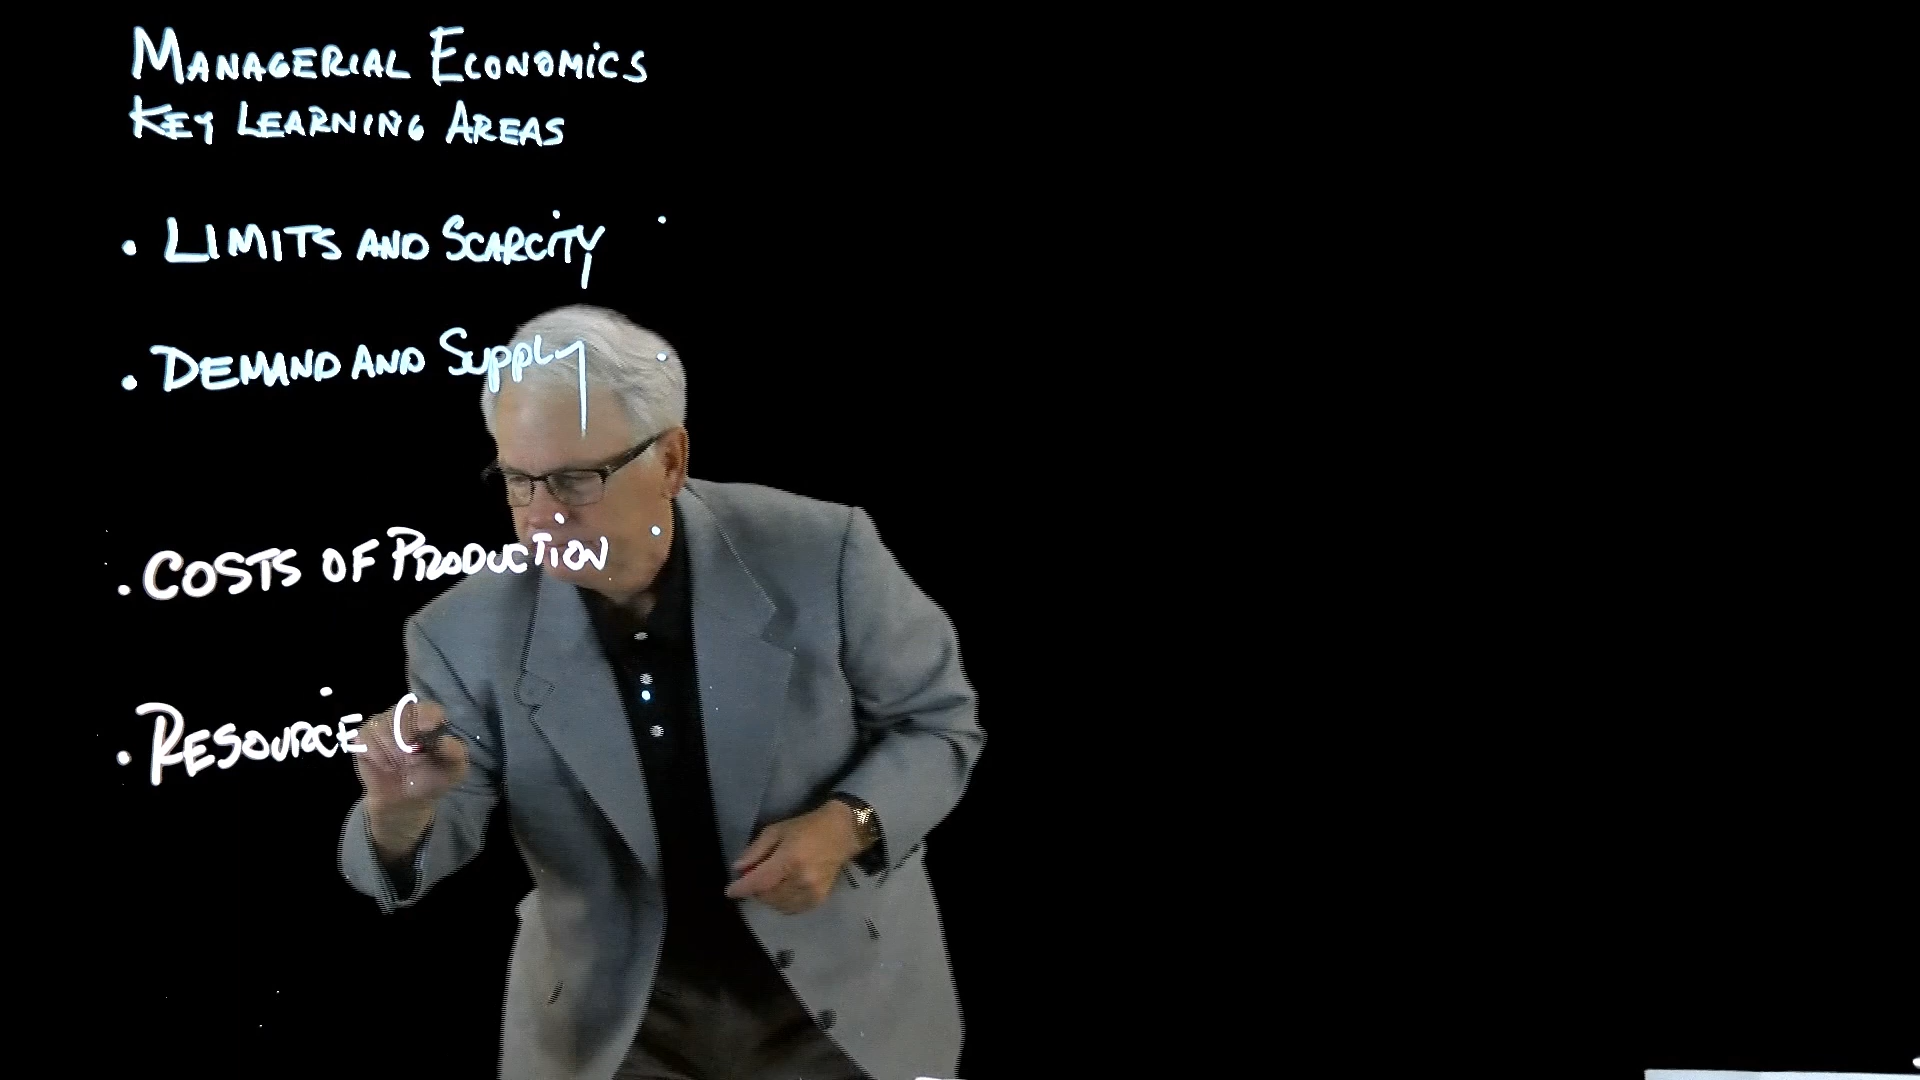 MANAGERIAL ECONOMICS
KEY LEARNING AREAS
• LIMITS AND SCARCITY
• DEMAND AND SUPPLY
• COSTS OF PRODUCTION
• RESOURCE